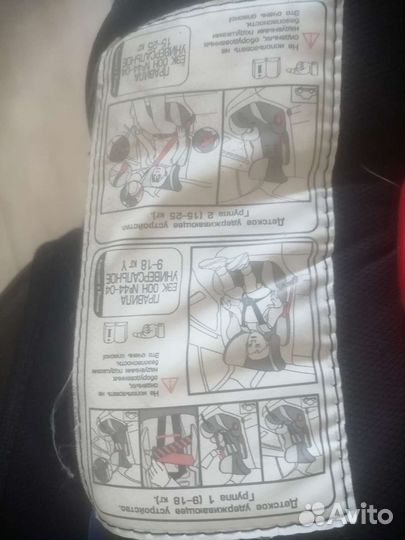 Детское удерживающее устройство.
Группа 1 (9-18 кг).
Не использовать на
сиденьях,
оборудованных
надувными подушками
безопасности.
Это очень опасно!
ПРАВИЛА
ЕЭК ООН №44-04
УНИВЕРСАЛЬНОЕ
9-18 кг Y
Детское удерживающее устройство
Группа 2 (15-25 кг).
Не использовать на
сиденьях, оборудованных
надувными подушками
безопасности.
Это очень опасно!
ПРАВИЛА
ЕЭК ООН №44-04
УНИВЕРСАЛЬНОЕ
15-25 кг
Avito